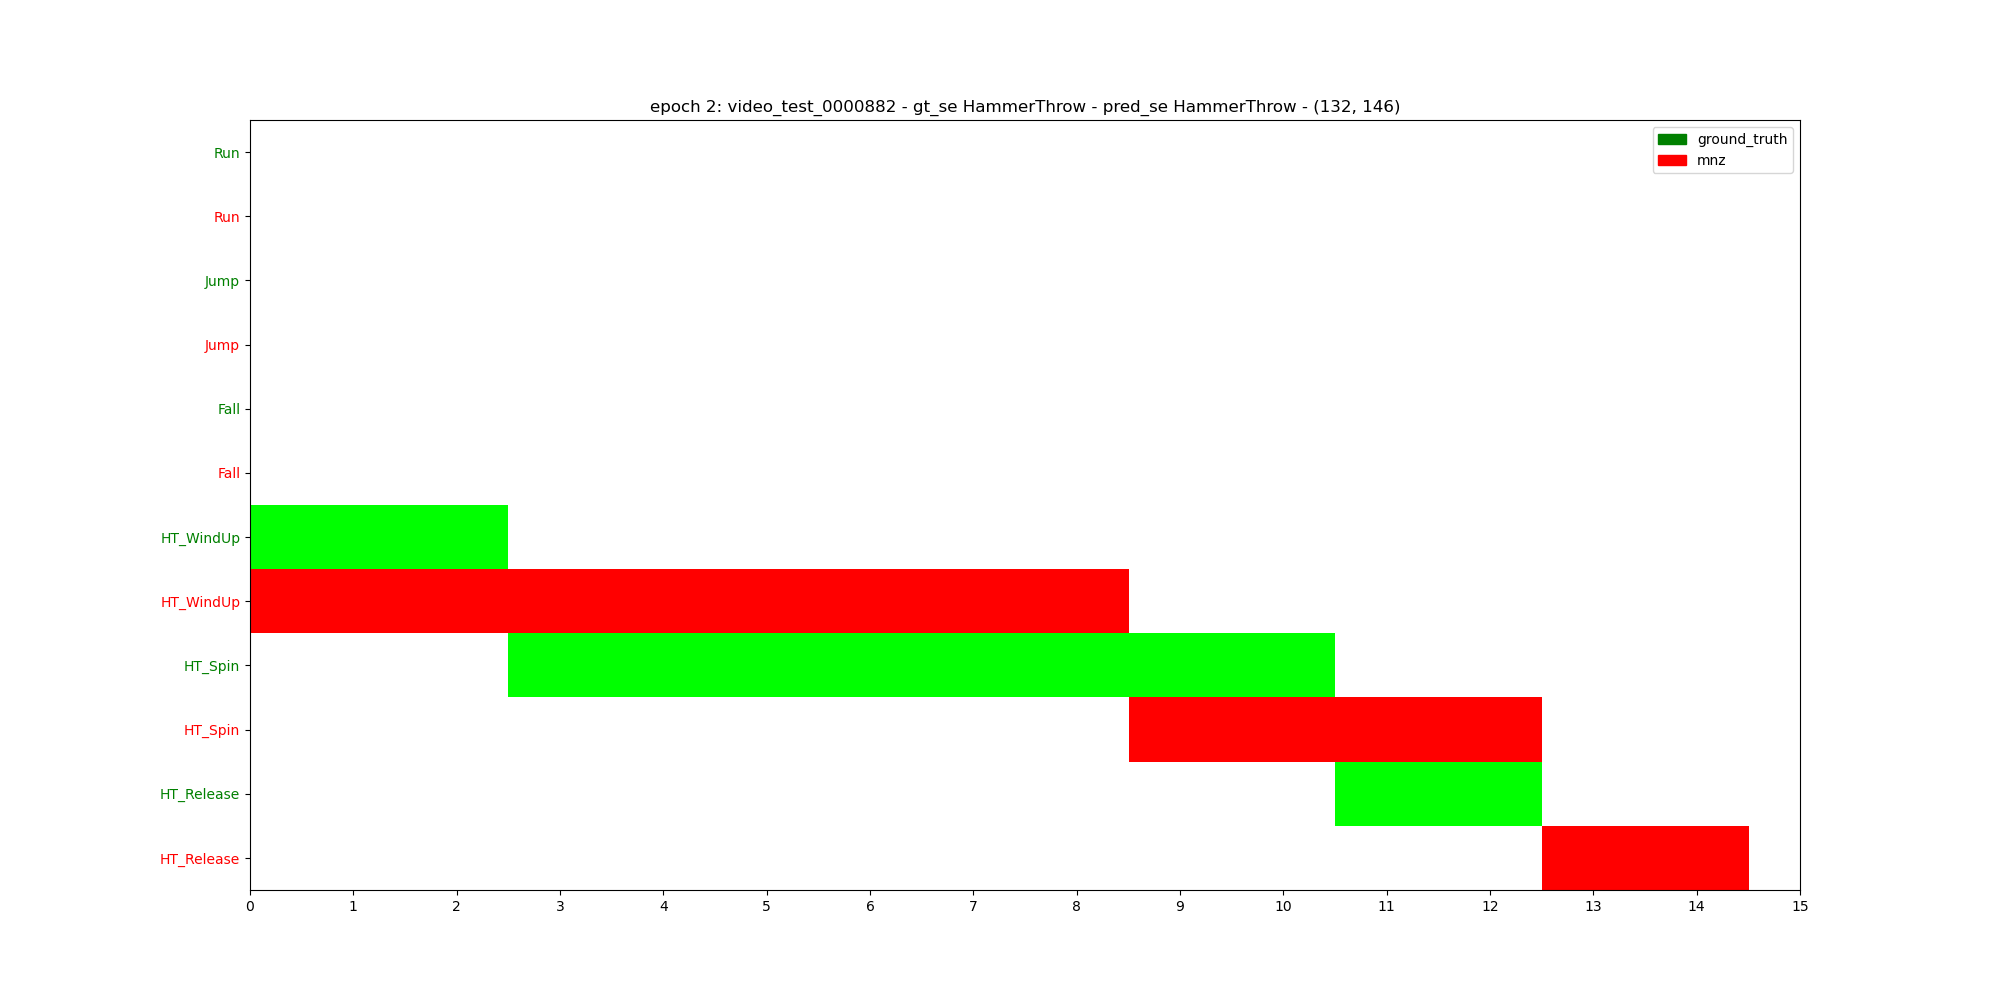 epoch 2: video_test_0000882 - gt_se HammerThrow - pred_se HammerThrow - (132, 146)
ground_truth
mnz
Run
Run
Jump
Jump
Fall
Fall
HT_WindUp
HT_WindUp
HT_Spin
HT_Spin
HT_Release
HT_Release
0 1 2 3 4 5 6 7 8 9 10 11 12 13 14 15